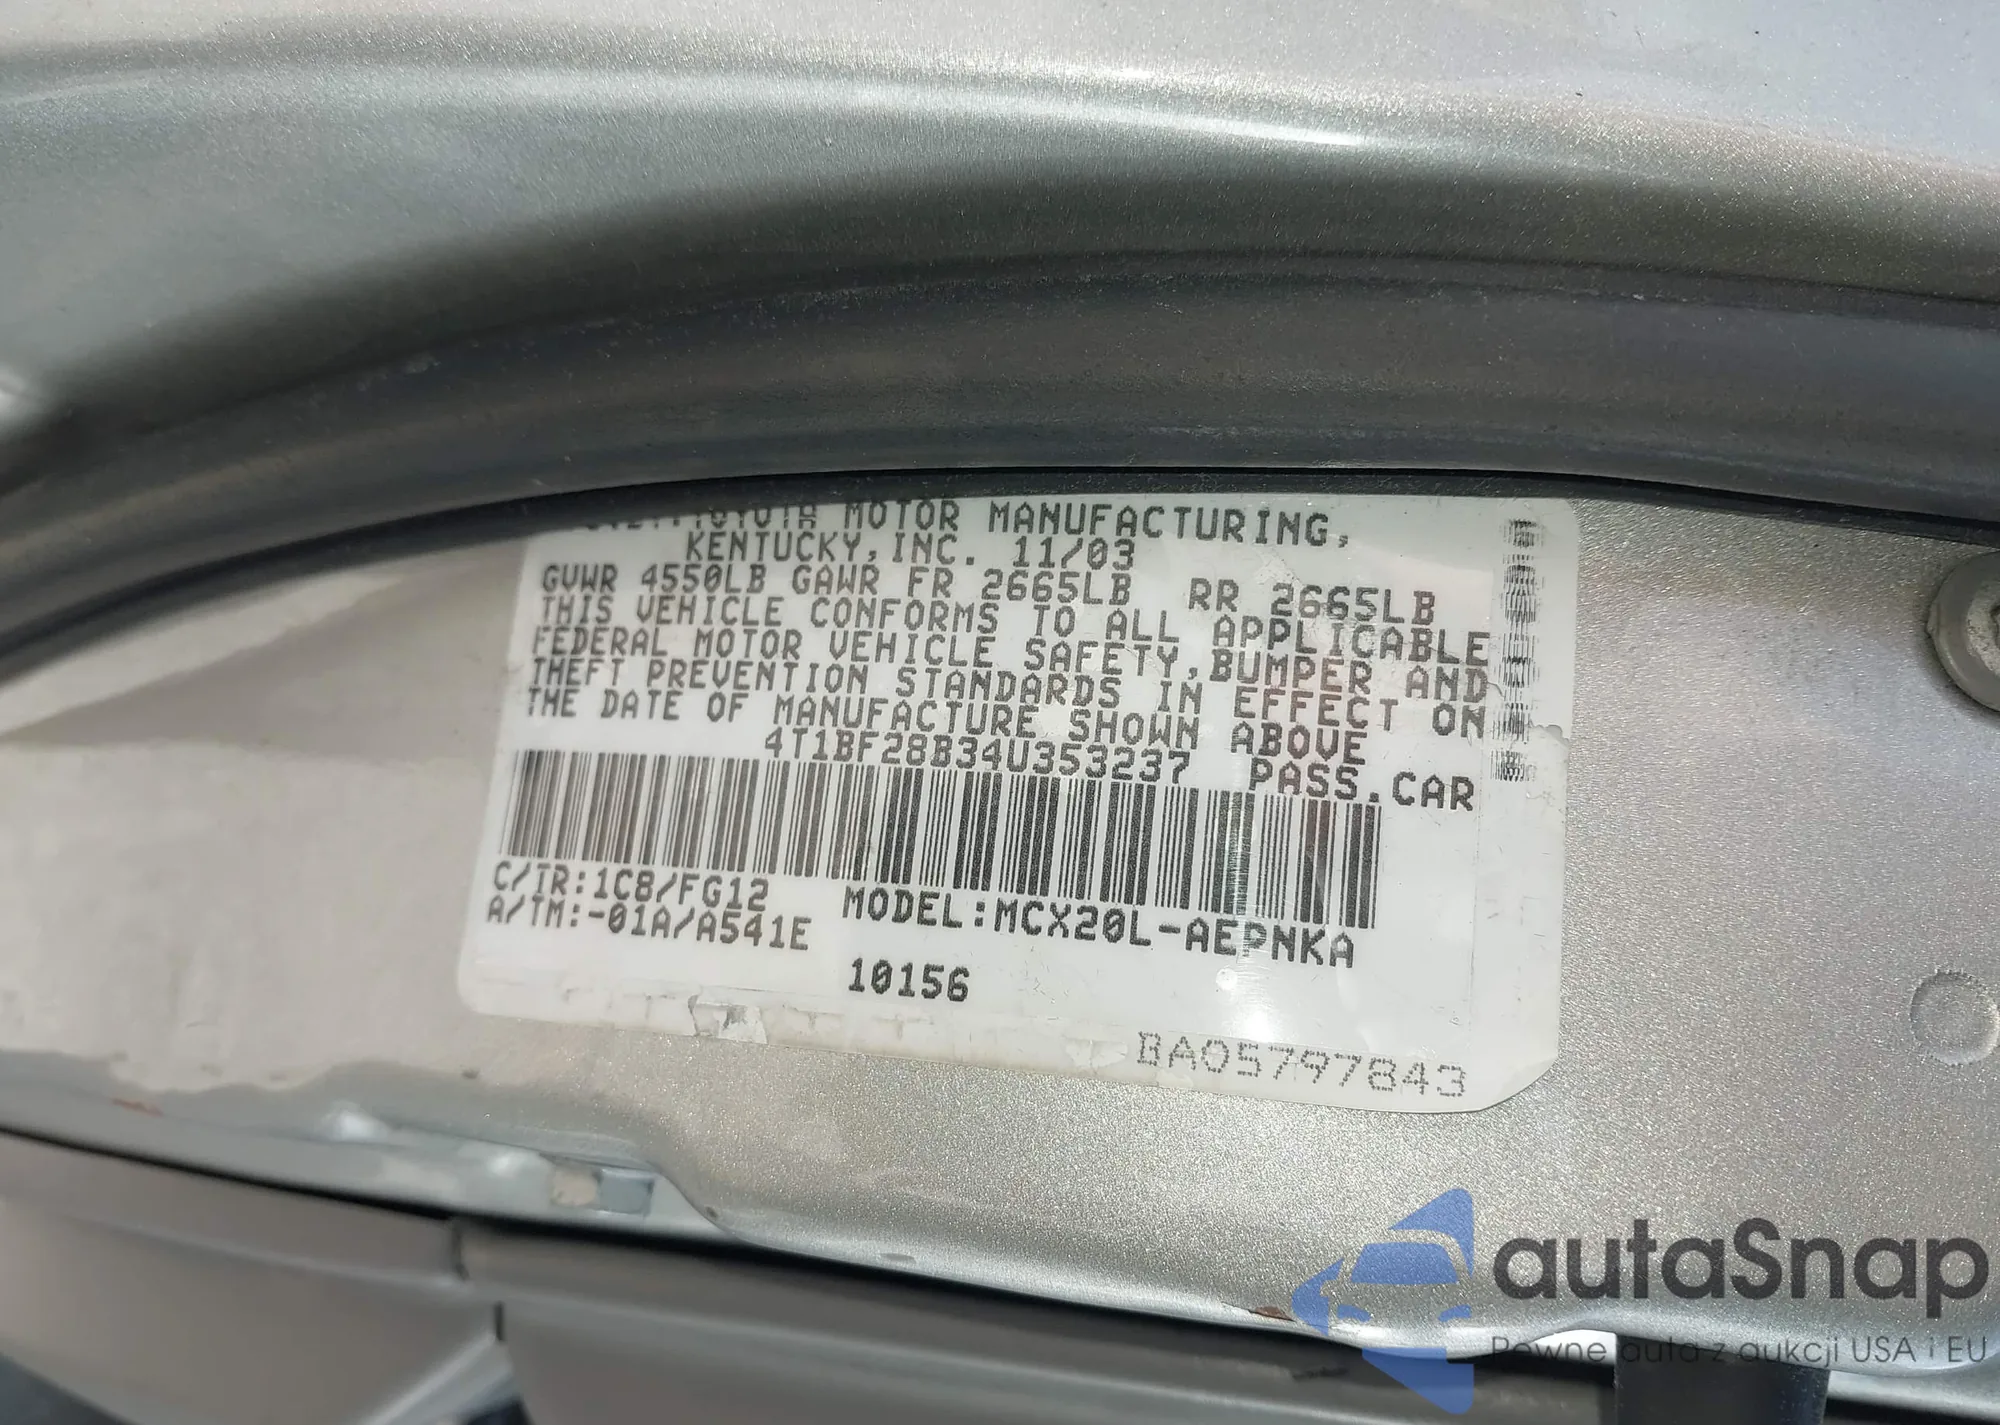 TOYOTA MOTOR MANUFACTURING,
KENTUCKY, INC. 11/03
GVWR 4550LB GAWR FR 2665LB RR 2665LB
THIS VEHICLE CONFORMS TO ALL APPLICABLE
FEDERAL MOTOR VEHICLE SAFETY, BUMPER AND
THEFT PREVENTION STANDARDS IN EFFECT ON
THE DATE OF MANUFACTURE SHOWN ABOVE
4T1BF28B34U353237 PASS.CAR
C/TR:1C8/FG12
A/TM:-01A/A541E MODEL:MCX20L-AEPNKA
10156
BA05797843
autaSnap
Pewne auta z aukcji USA i EU